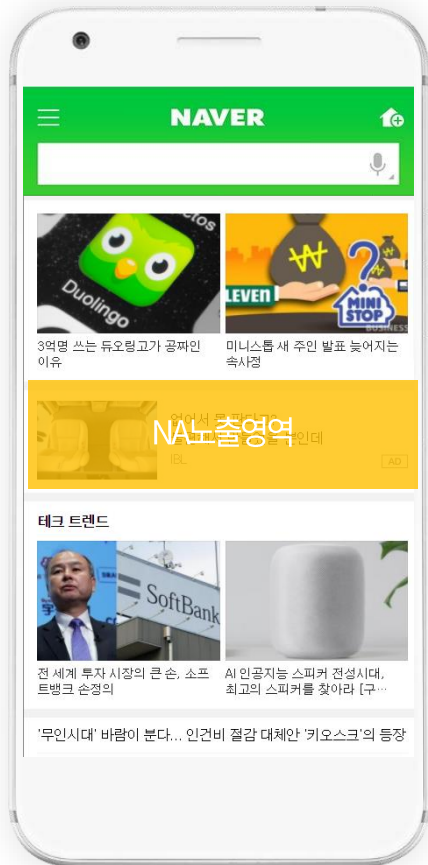 NAVER
Duolingo
LEVEN
MINI
STOP
BUSINESS
3억명 쓰는 듀오링고가 공짜인
이유
미니스톱 새 주인 발표 늦어지는
속사정
NA노출영역
IBL
AD
테크 트렌드
SoftBank
전 세계 투자 시장의 큰 손, 소프
트뱅크 손정의
AI 인공지능 스피커 전성시대,
최고의 스피커를 찾아라 [구…
'무인시대' 바람이 분다... 인건비 절감 대체안 '키오스크'의 등장